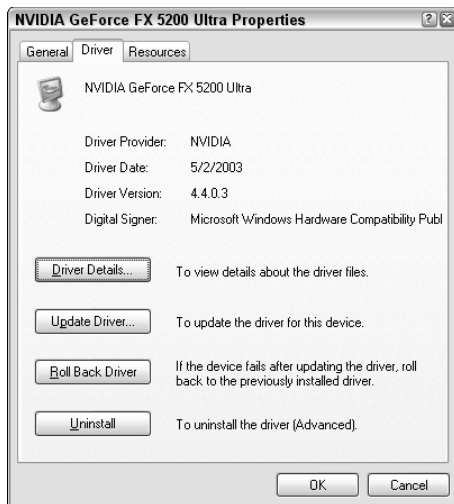 NVIDIA GeForce FX 5200 Ultra Properties
General Driver Resources
NVIDIA GeForce FX 5200 Ultra
Driver Provider: NVIDIA
Driver Date: 5/2/2003
Driver Version: 4.4.0.3
Digital Signer: Microsoft Windows Hardware Compatibility Publ
Driver Details... To view details about the driver files.
Update Driver... To update the driver for this device.
Roll Back Driver If the device fails after updating the driver, roll
back to the previously installed driver.
Uninstall To uninstall the driver (Advanced).
OK Cancel